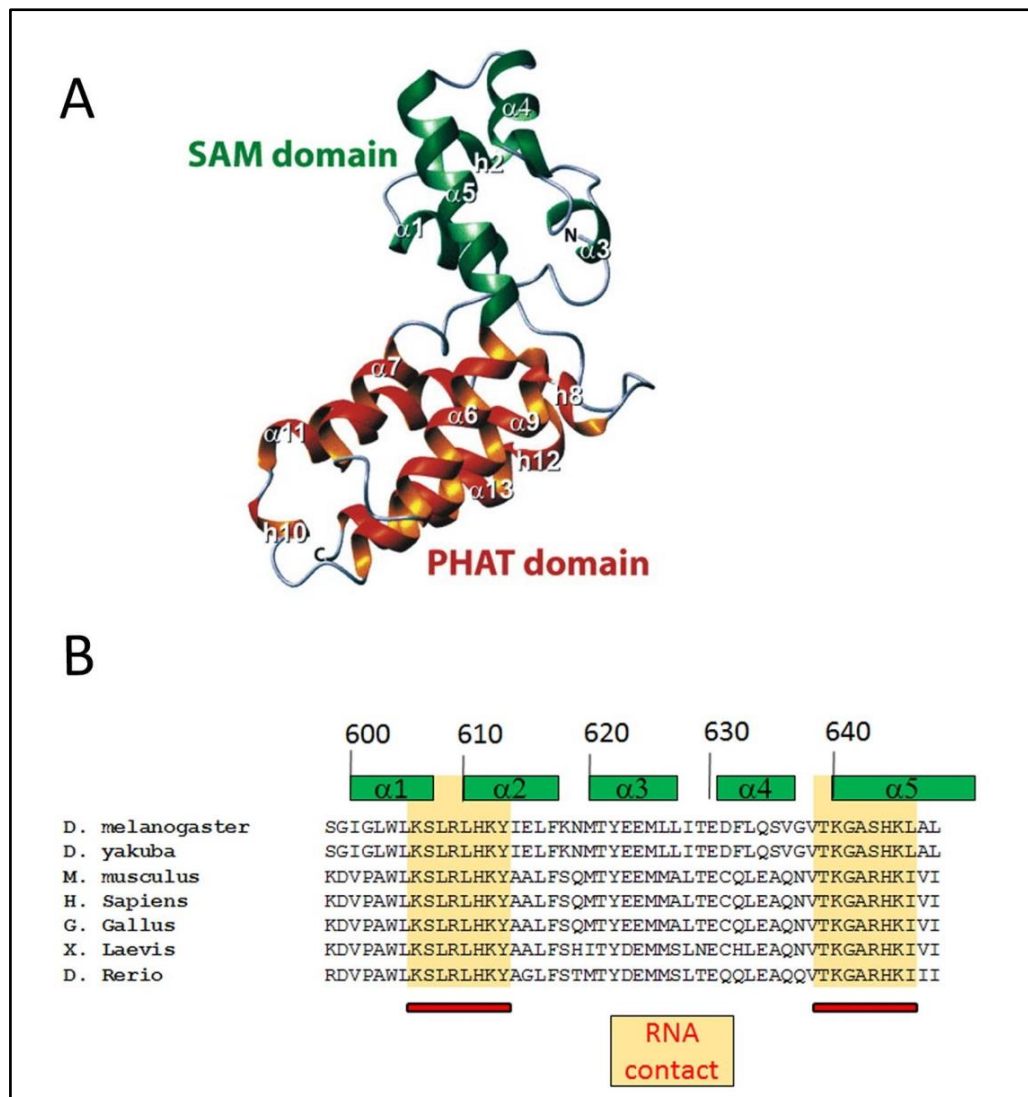 A
SAM domain
α4
h2
α5
α1
N
α3
α7
h8
α6
α9
α11
h12
α13
h10
C
PHAT domain
B
600 610 620 630 640
α1 α2 α3 α4 α5
D. melanogaster SGIGLWLKSLRLHKYIELFKNMTYEEMLLITEDFLQSVGVTKGASHKLAL
D. yakuba SGIGLWLKSLRLHKYIELFKNMTYEEMLLITEDFLQSVGVTKGASHKLAL
M. musculus KDVPAWLKSLRLHKYAALFSQMTYEEMMALTECQLEAQNVTKGARHKIVI
H. Sapiens KDVPAWLKSLRLHKYAALFSQMTYEEMMALTECQLEAQNVTKGARHKIVI
G. Gallus KDVPAWLKSLRLHKYAALFSQMTYEEMMALTECQLEAQNVTKGARHKIVI
X. Laevis KDVPAWLKSLRLHKYAALFSHITYDEMMSLNECHLEAQNVTKGARHKIVI
D. Rerio RDVPAWLKSLRLHKYAGLFSTMTYDEMMSLTEQQLEAQQVTKGARHKIII
RNA
contact